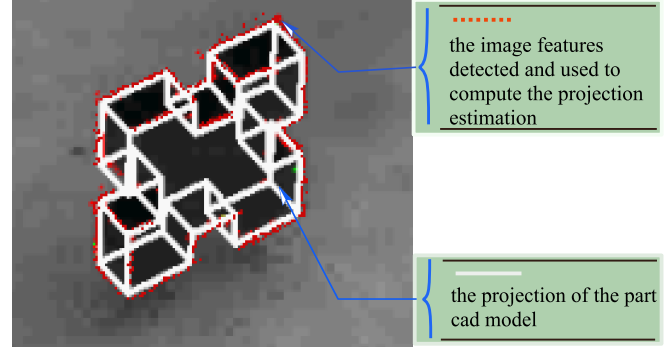 the image features
detected and used to
compute the projection
estimation
the projection of the part
cad model